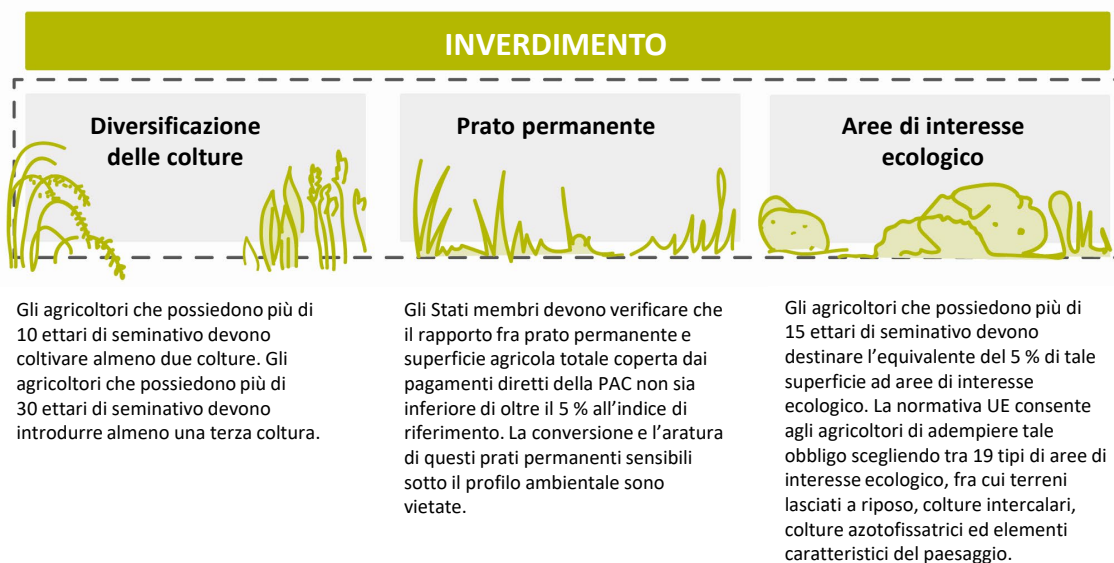 INVERDIMENTO
Diversificazione
delle colture
Gli agricoltori che possiedono più di
10 ettari di seminativo devono
coltivare almeno due colture. Gli
agricoltori che possiedono più di
30 ettari di seminativo devono
introdurre almeno una terza coltura.
Prato permanente
Gli Stati membri devono verificare che
il rapporto fra prato permanente e
superficie agricola totale coperta dai
pagamenti diretti della PAC non sia
inferiore di oltre il 5 % all’indice di
riferimento. La conversione e l’aratura
di questi prati permanenti sensibili
sotto il profilo ambientale sono
vietate.
Aree di interesse
ecologico
Gli agricoltori che possiedono più di
15 ettari di seminativo devono
destinare l’equivalente del 5 % di tale
superficie ad aree di interesse
ecologico. La normativa UE consente
agli agricoltori di adempiere tale
obbligo scegliendo tra 19 tipi di aree di
interesse ecologico, fra cui terreni
lasciati a riposo, colture intercalari,
colture azotofissatrici ed elementi
caratteristici del paesaggio.